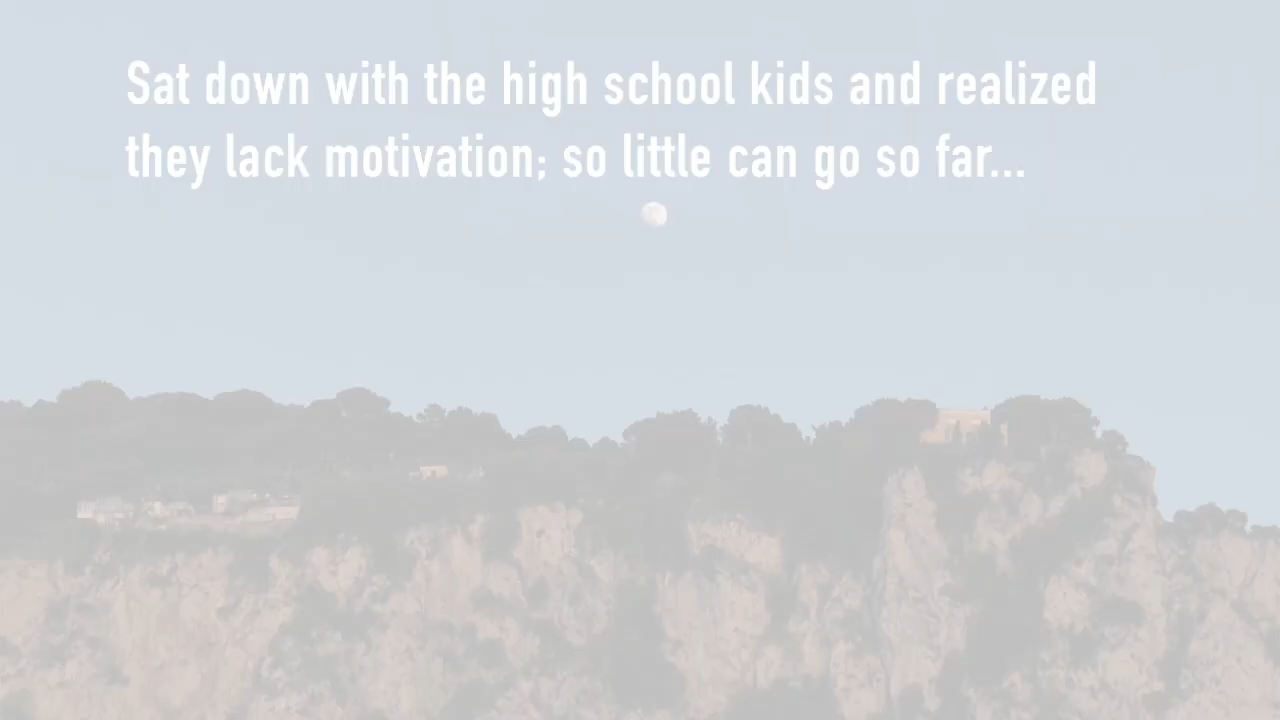 Sat down with the high school kids and realized
they lack motivation; so little can go so far...